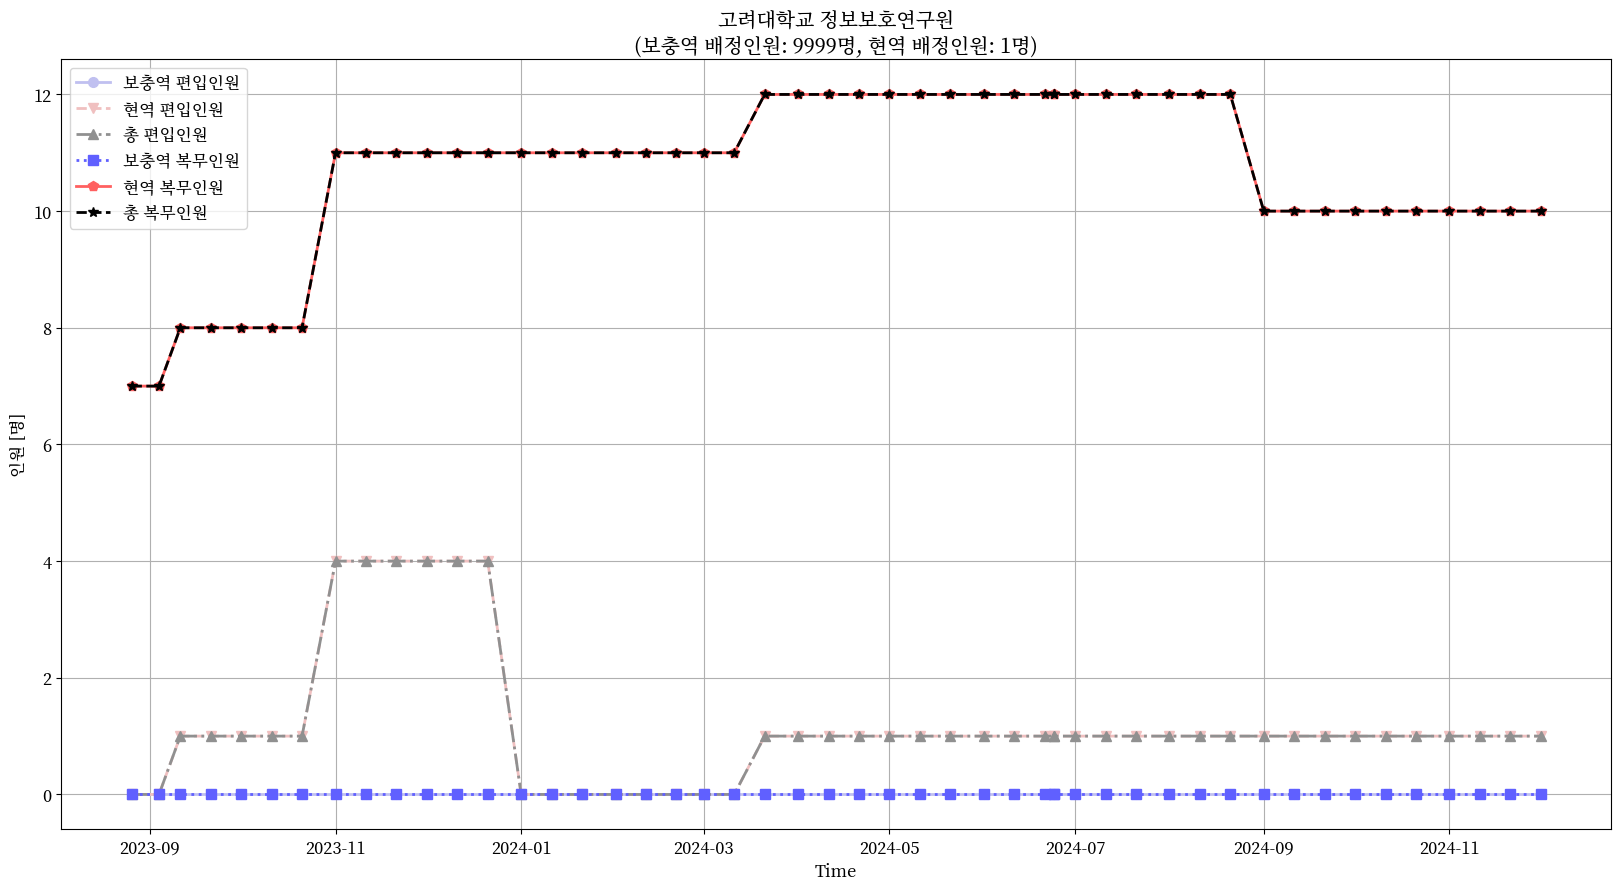 고려대학교 정보보호연구원
(보충역 배정인원: 9999명, 현역 배정인원: 1명)
보충역 편입인원
현역 편입인원
총 편입인원
보충역 복무인원
현역 복무인원
총 복무인원
인원 [명]
12
10
8
6
4
2
0
2023-09
2023-11
2024-01
2024-03
2024-05
2024-07
2024-09
2024-11
Time